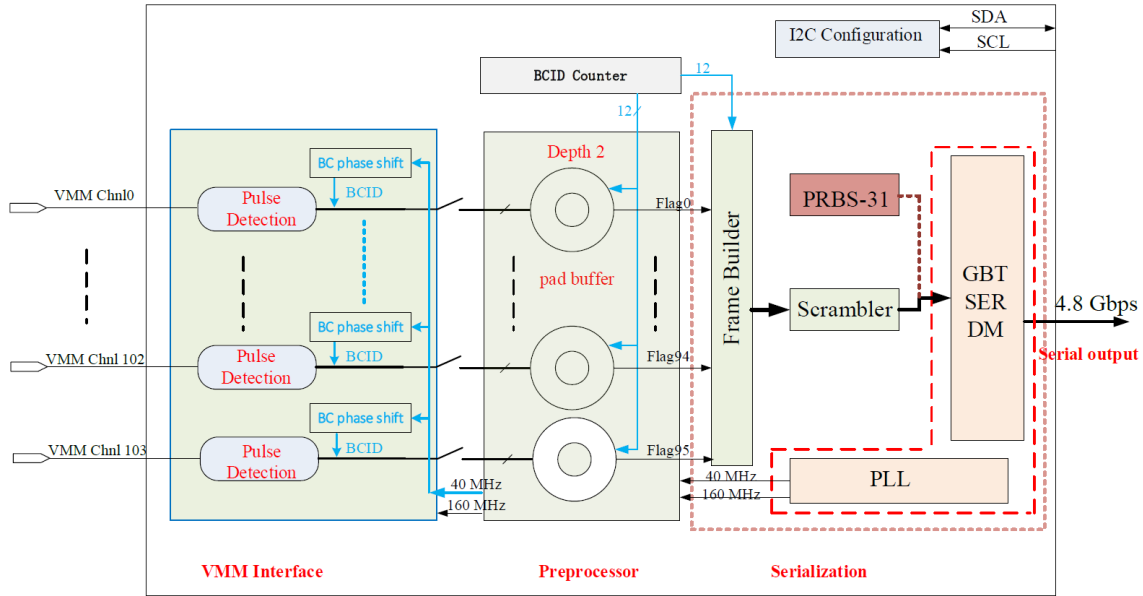 SDA
I2C Configuration
SCL
BCID Counter
12
12
BC phase shift
Depth 2
VMM Chnl0
Pulse
Detection
BCID
Flag0
PRBS-31
pad buffer
Frame Builder
Scrambler
GBT
SER
DM
4.8 Gbps
Serial output
BC phase shift
VMM Chnl 102
Pulse
Detection
BCID
Flag94
BC phase shift
VMM Chnl 103
Pulse
Detection
BCID
Flag95
40 MHz
160 MHz
40 MHz
160 MHz
PLL
VMM Interface
Preprocessor
Serialization